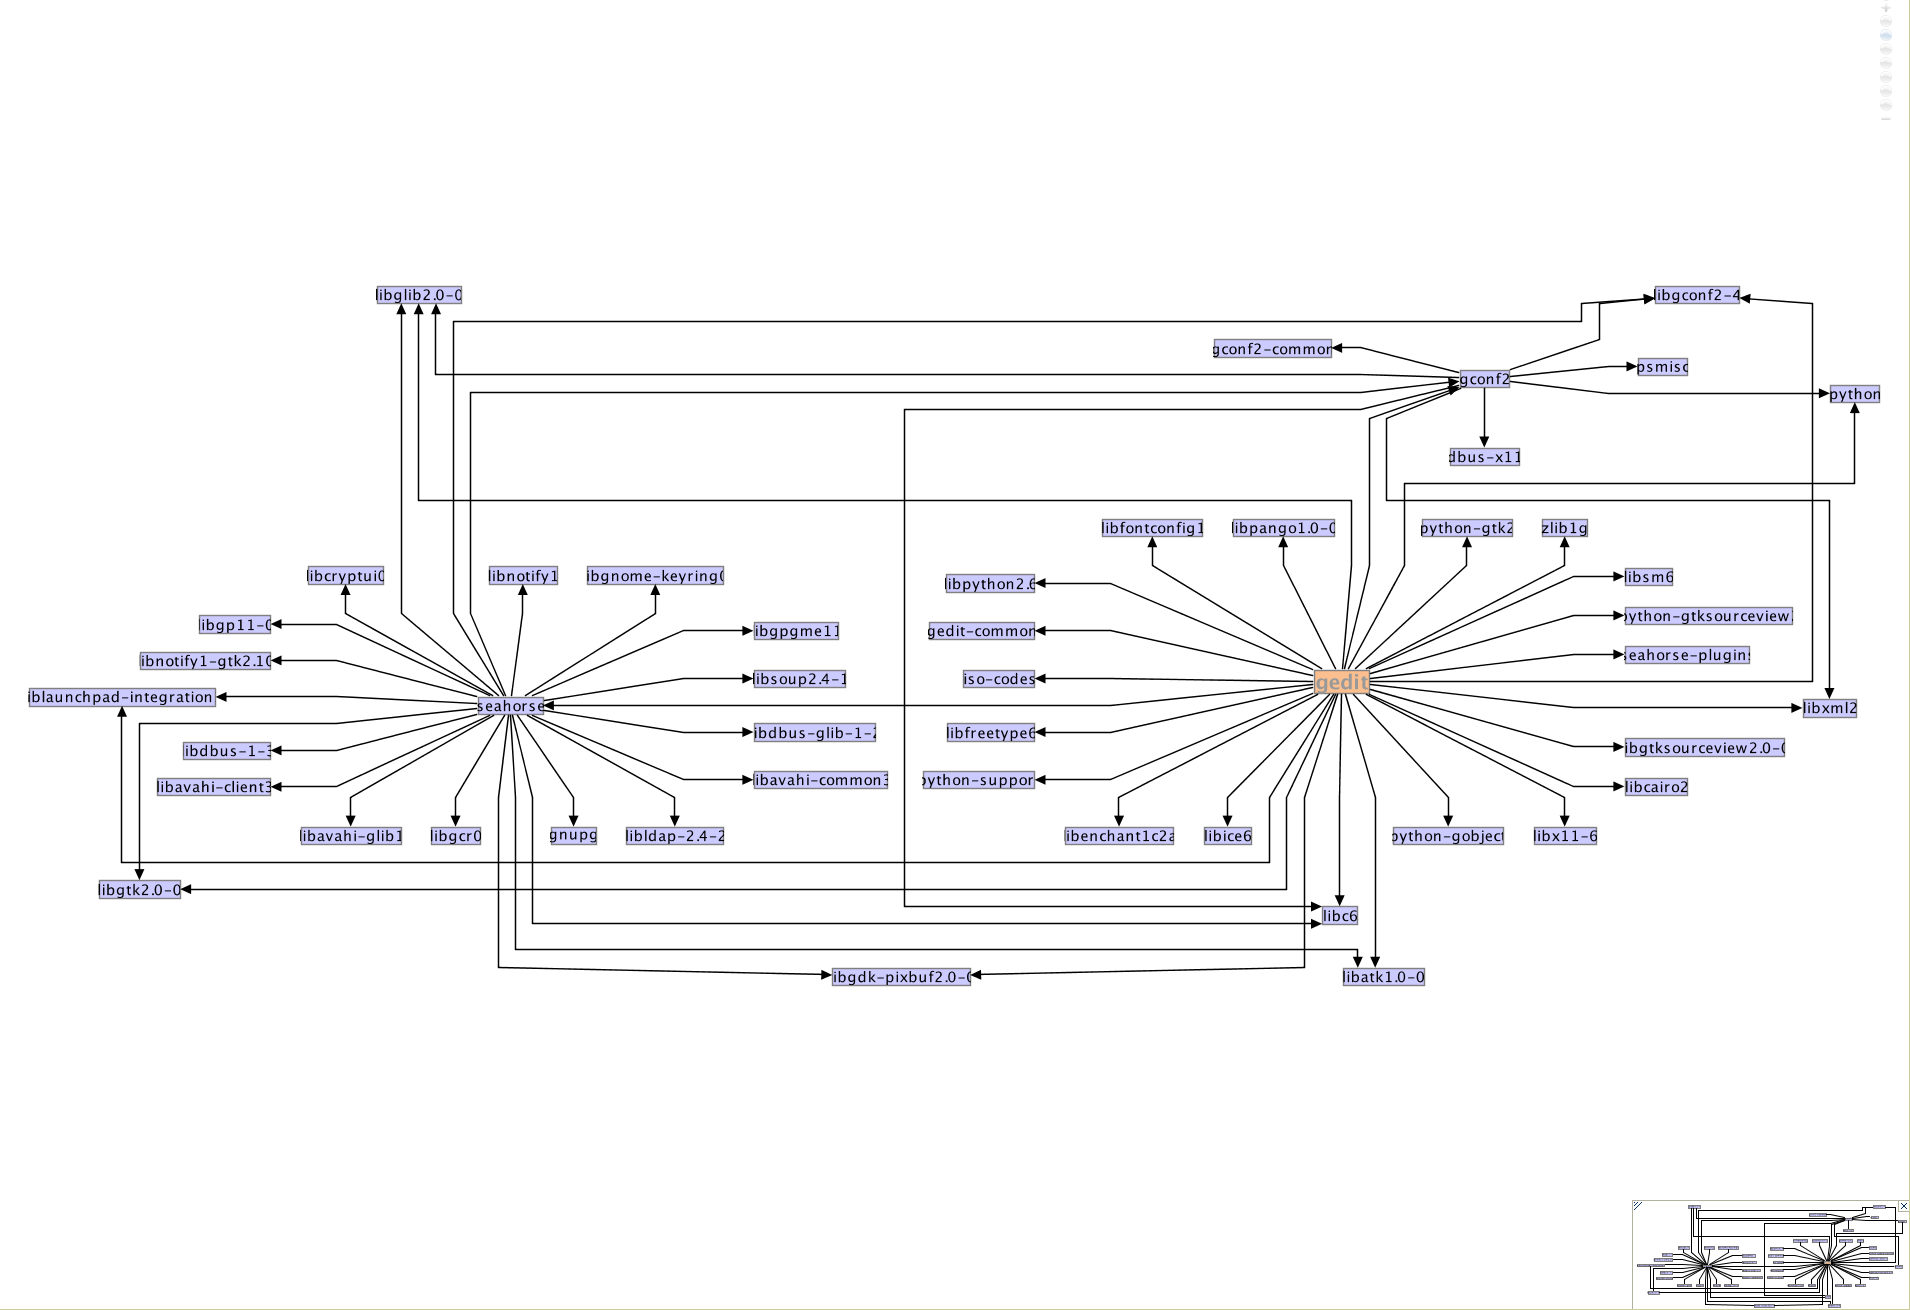 libglib2.0-0
libgconf2-4
gconf2-common
gconf2
psmisc
python
dbus-x11
libfontconfig1
libpango1.0-0
python-gtk2
zlib1g
libcryptui0
libnotify1
ibgnome-keyring0
libpython2.6
libsm6
libgp11-0
ibgpgme11
gedit-common
python-gtksourceview2
ibnotify1-gtk2.10
libsoup2.4-1
iso-codes
gedit
seahorse-plugins
iblaunchpad-integration
seahorse
libxml2
ibdbus-1-3
ibdbus-glib-1-2
libfreetype6
ibgtksourceview2.0-0
libavahi-client3
ibavahi-common3
python-suppor
libcairo2
libavahi-glib1
libgcr0
gnupg
libldap-2.4-2
ibenchant1c2a
libice6
python-gobject
libx11-6
libgtk2.0-0
libc6
ibgdk-pixbuf2.0-0
libatk1.0-0